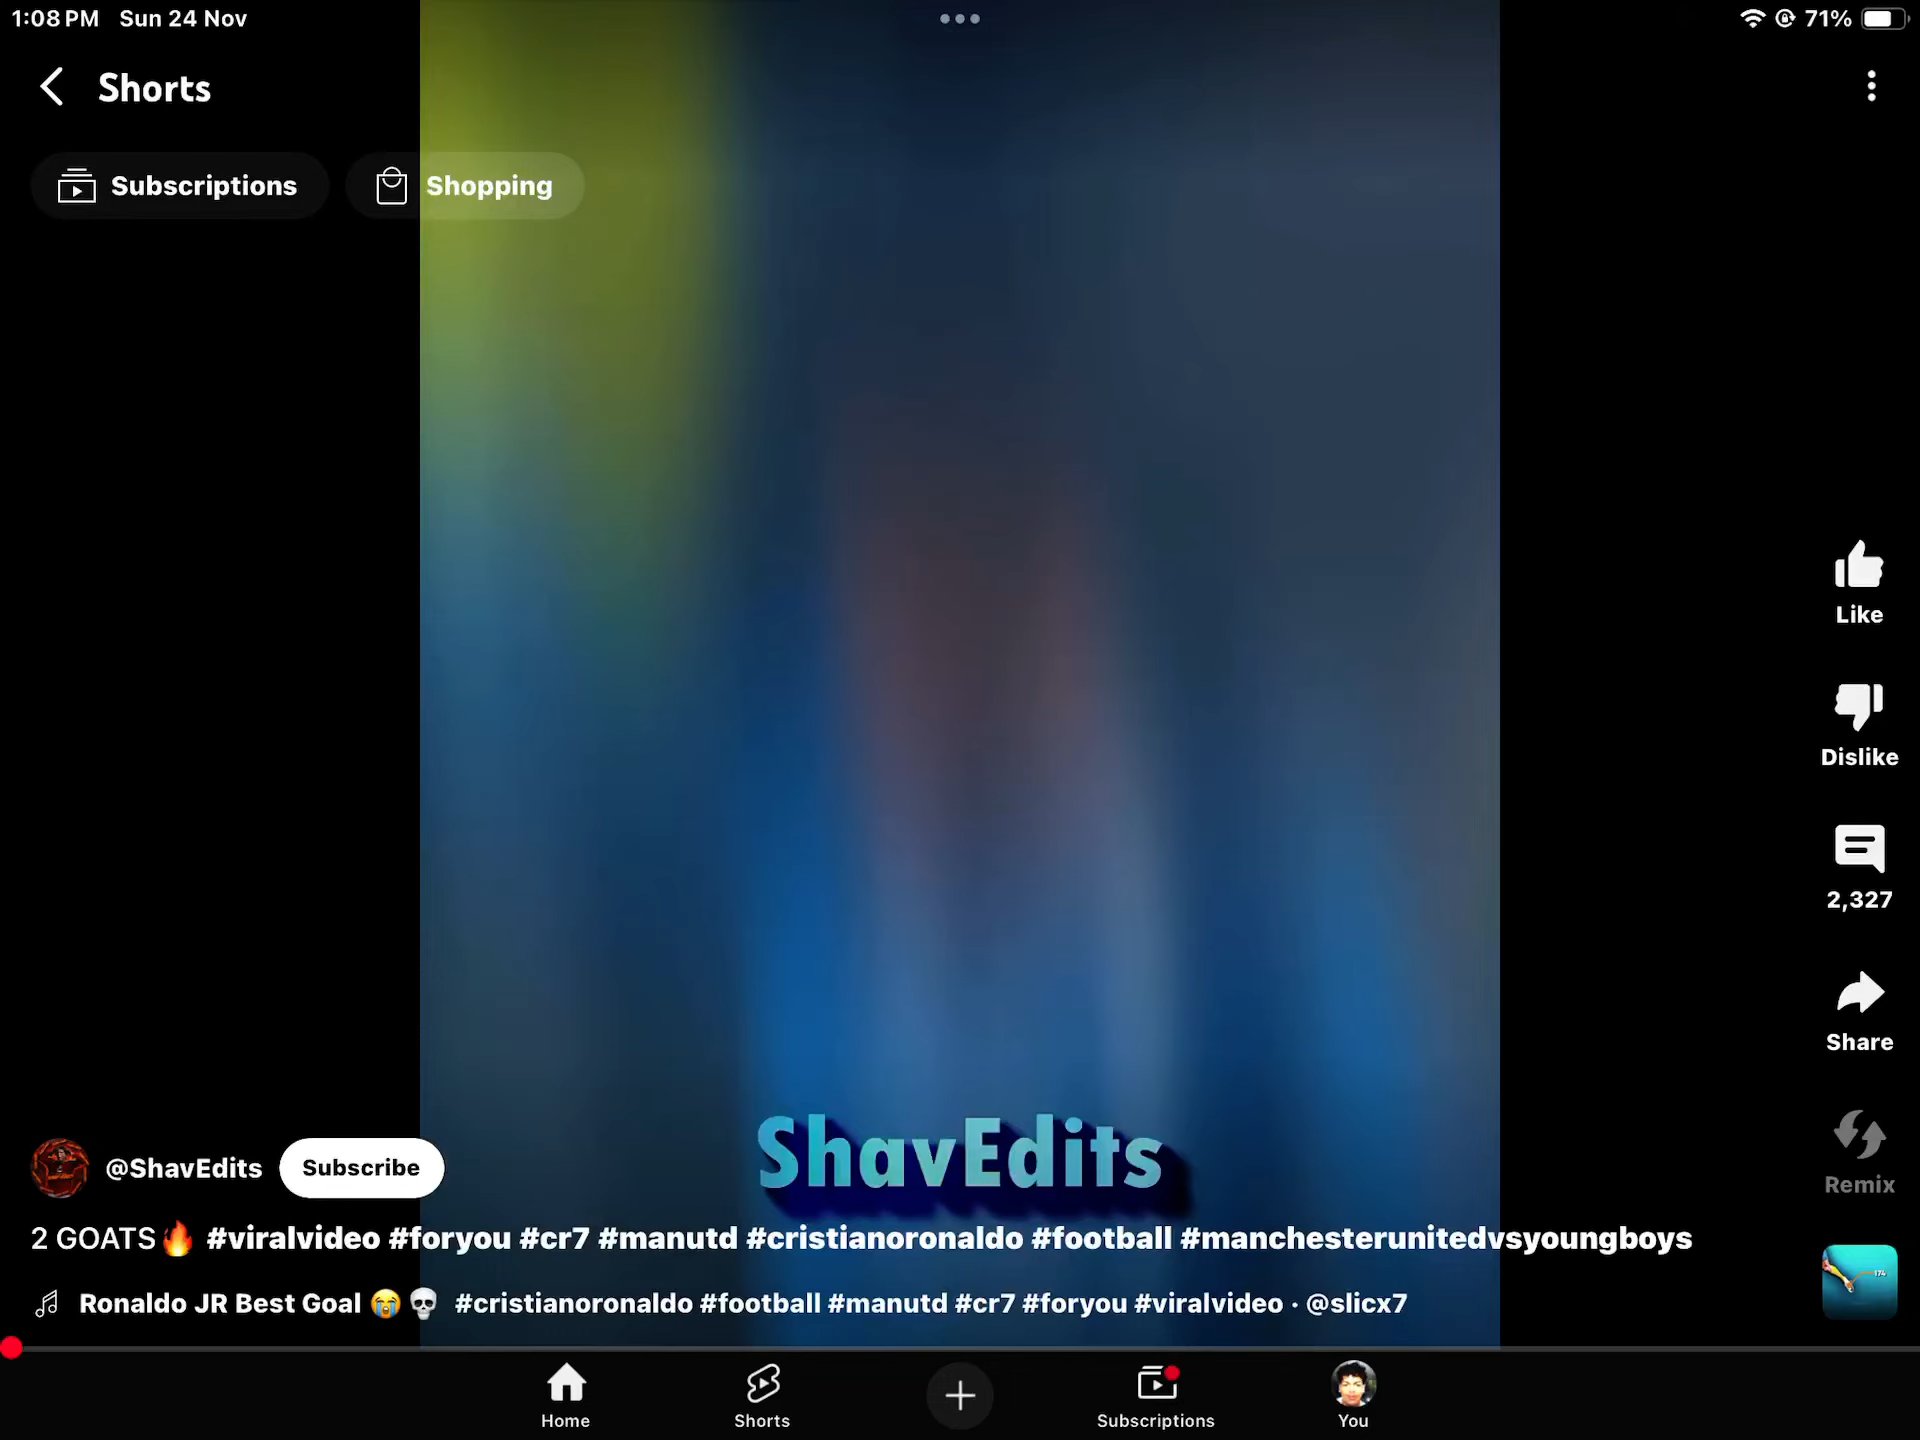 1:08 PM Sun 24 Nov
71%
Shorts
Subscriptions
Shopping
Like
Dislike
2,327
Share
Remix
ShavEdits
@ShavEdits
Subscribe
2 GOATS🔥 #viralvideo #foryou #cr7 #manutd #cristianoronaldo #football #manchesterunitedvsyoungboys
Ronaldo JR Best Goal 😭💀 #cristianoronaldo #football #manutd #cr7 #foryou #viralvideo · @slicx7
Home
Shorts
Subscriptions
You